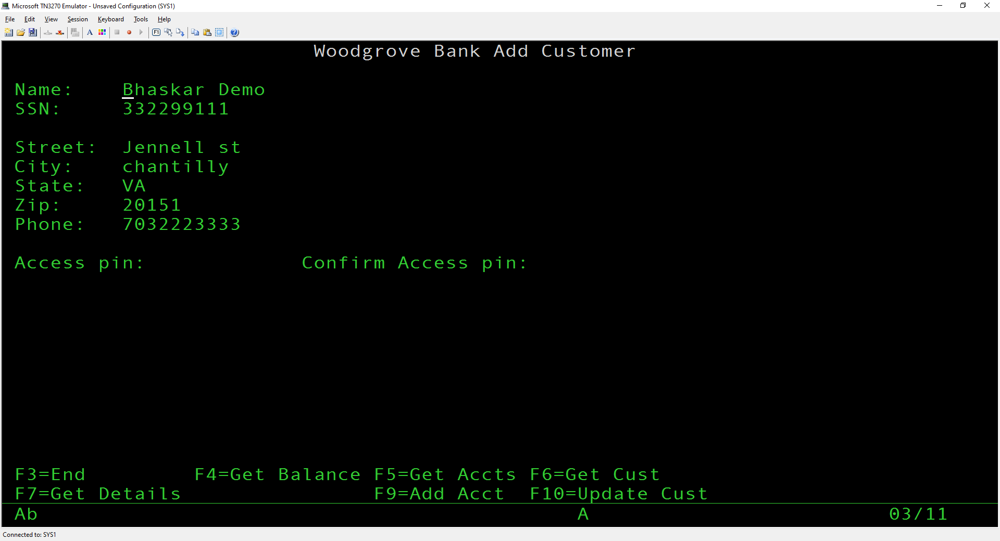 Microsoft TN3270 Emulator - Unsaved Configuration (SYS1)
File Edit View Session Keyboard Tools Help
A F1 ?
Woodgrove Bank Add Customer
Name: Bhaskar Demo
SSN: 332299111
Street: Jennell st
City: chantilly
State: VA
Zip: 20151
Phone: 7032223333
Access pin: Confirm Access pin:
F3=End F4=Get Balance F5=Get Accts F6=Get Cust
F7=Get Details F9=Add Acct F10=Update Cust
Ab A 03/11
Connected to: SYS1